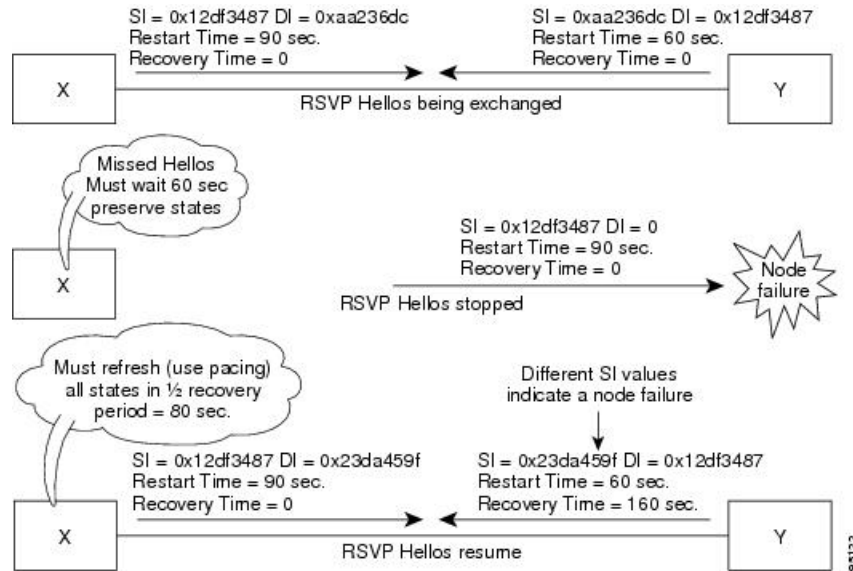 SI = 0x12df3487 DI = 0xaa236dc
Restart Time = 90 sec.
Recovery Time = 0
SI = 0xaa236dc DI = 0x12df3487
Restart Time = 60 sec.
Recovery Time = 0
X
Y
RSVP Hellos being exchanged
Missed Hellos
Must wait 60 sec
preserve states
X
SI = 0x12df3487 DI = 0
Restart Time = 90 sec.
Recovery Time = 0
RSVP Hellos stopped
Node
failure
Must refresh (use pacing)
all states in ½ recovery
period = 80 sec.
Different SI values
indicate a node failure
SI = 0x12df3487 DI = 0x23da459f
Restart Time = 90 sec.
Recovery Time = 0
SI = 0x23da459f DI = 0x12df3487
Restart Time = 60 sec.
Recovery Time = 160 sec.
X
Y
RSVP Hellos resume